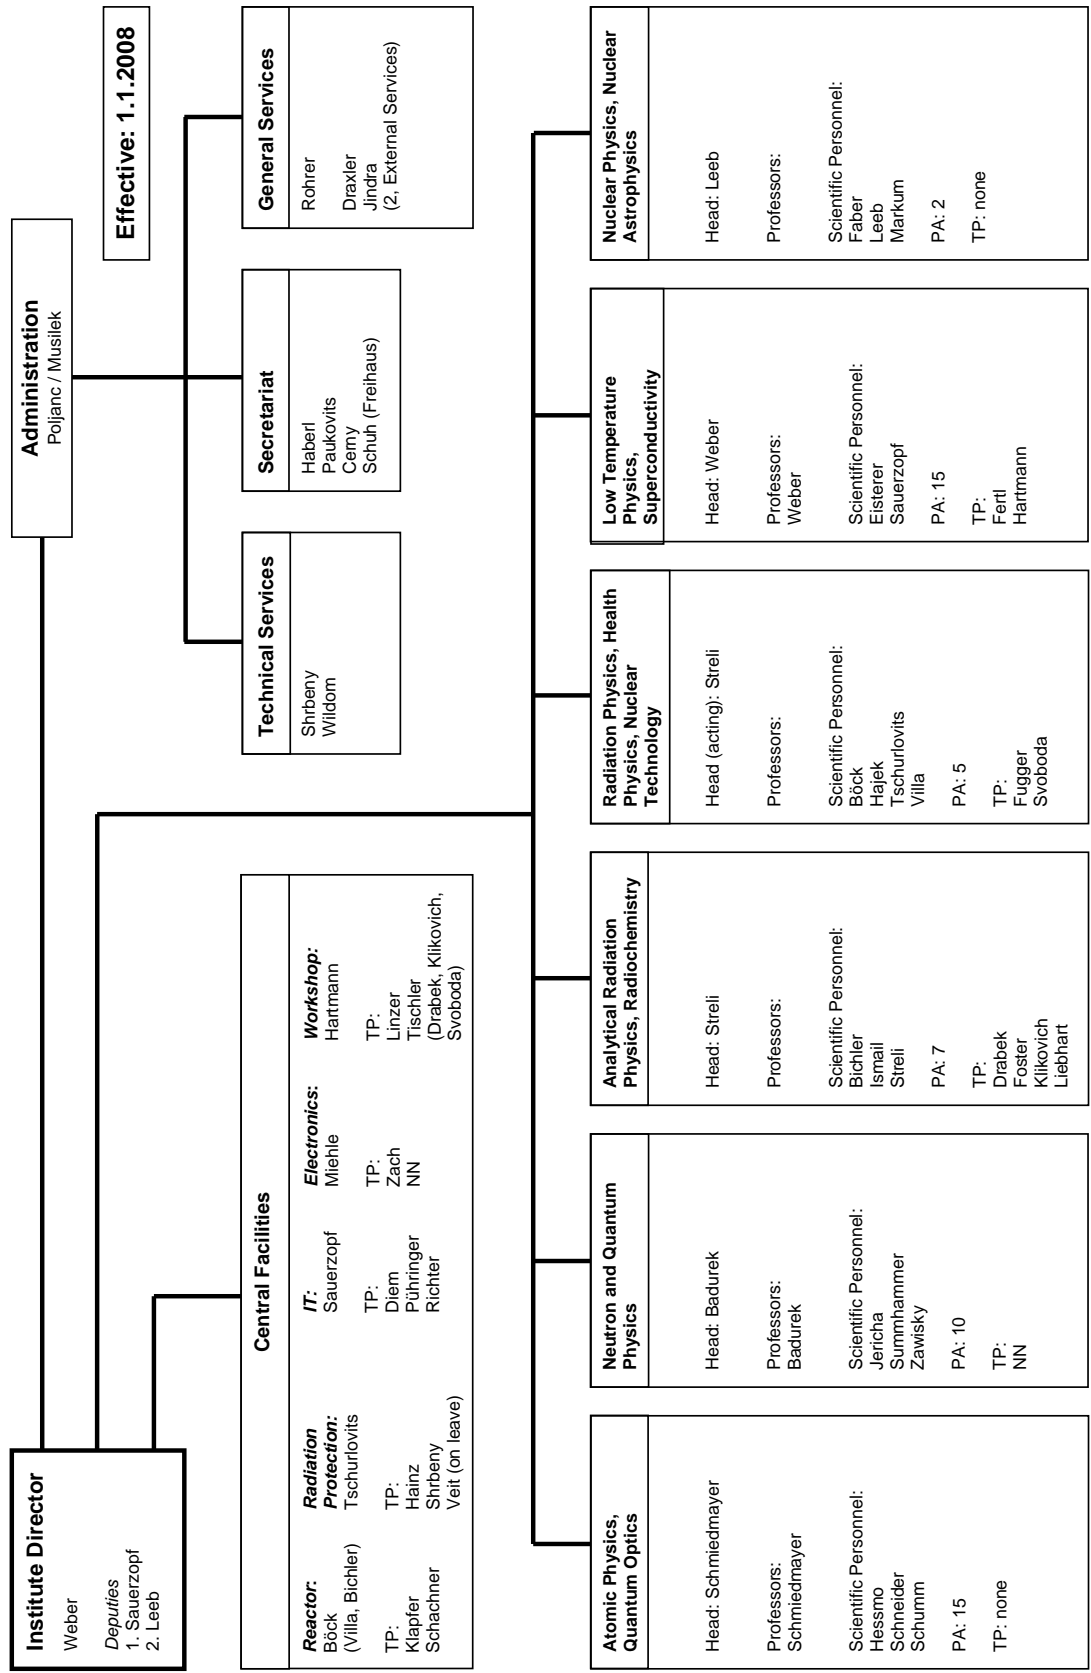 Institute Director
Weber
Deputies
1. Sauerzopf
2. Leeb
Administration
Poljanc / Musilek
Effective: 1.1.2008
Central Facilities
Reactor:
Böck
(Villa, Bichler)
TP:
Klapfer
Schachner
Radiation
Protection:
Tschurlovits
TP:
Hainz
Shrbeny
Veit (on leave)
IT:
Sauerzopf
TP:
Diem
Pühringer
Richter
Electronics:
Miehle
TP:
Zach
NN
Workshop:
Hartmann
TP:
Linzer
Tischler
(Drabek, Klikovich,
Svoboda)
Technical Services
Shrbeny
Wildom
Secretariat
Haberl
Paukovits
Cerny
Schuh (Freihaus)
General Services
Rohrer
Draxler
Jindra
(2, External Services)
Atomic Physics,
Quantum Optics
Head: Schmiedmayer
Professors:
Schmiedmayer
Scientific Personnel:
Hessmo
Schneider
Schumm
PA: 15
TP: none
Neutron and Quantum
Physics
Head: Badurek
Professors:
Badurek
Scientific Personnel:
Jericha
Summhammer
Zawisky
PA: 10
TP:
NN
Analytical Radiation
Physics, Radiochemistry
Head: Streli
Professors:
Scientific Personnel:
Bichler
Ismail
Streli
PA: 7
TP:
Drabek
Foster
Klikovich
Liebhart
Radiation Physics, Health
Physics, Nuclear
Technology
Head (acting): Streli
Professors:
Scientific Personnel:
Böck
Hajek
Tschurlovits
Villa
PA: 5
TP:
Fugger
Svoboda
Low Temperature
Physics,
Superconductivity
Head: Weber
Professors:
Weber
Scientific Personnel:
Eisterer
Sauerzopf
PA: 15
TP:
Fertl
Hartmann
Nuclear Physics, Nuclear
Astrophysics
Head: Leeb
Professors:
Scientific Personnel:
Faber
Leeb
Markum
PA: 2
TP: none